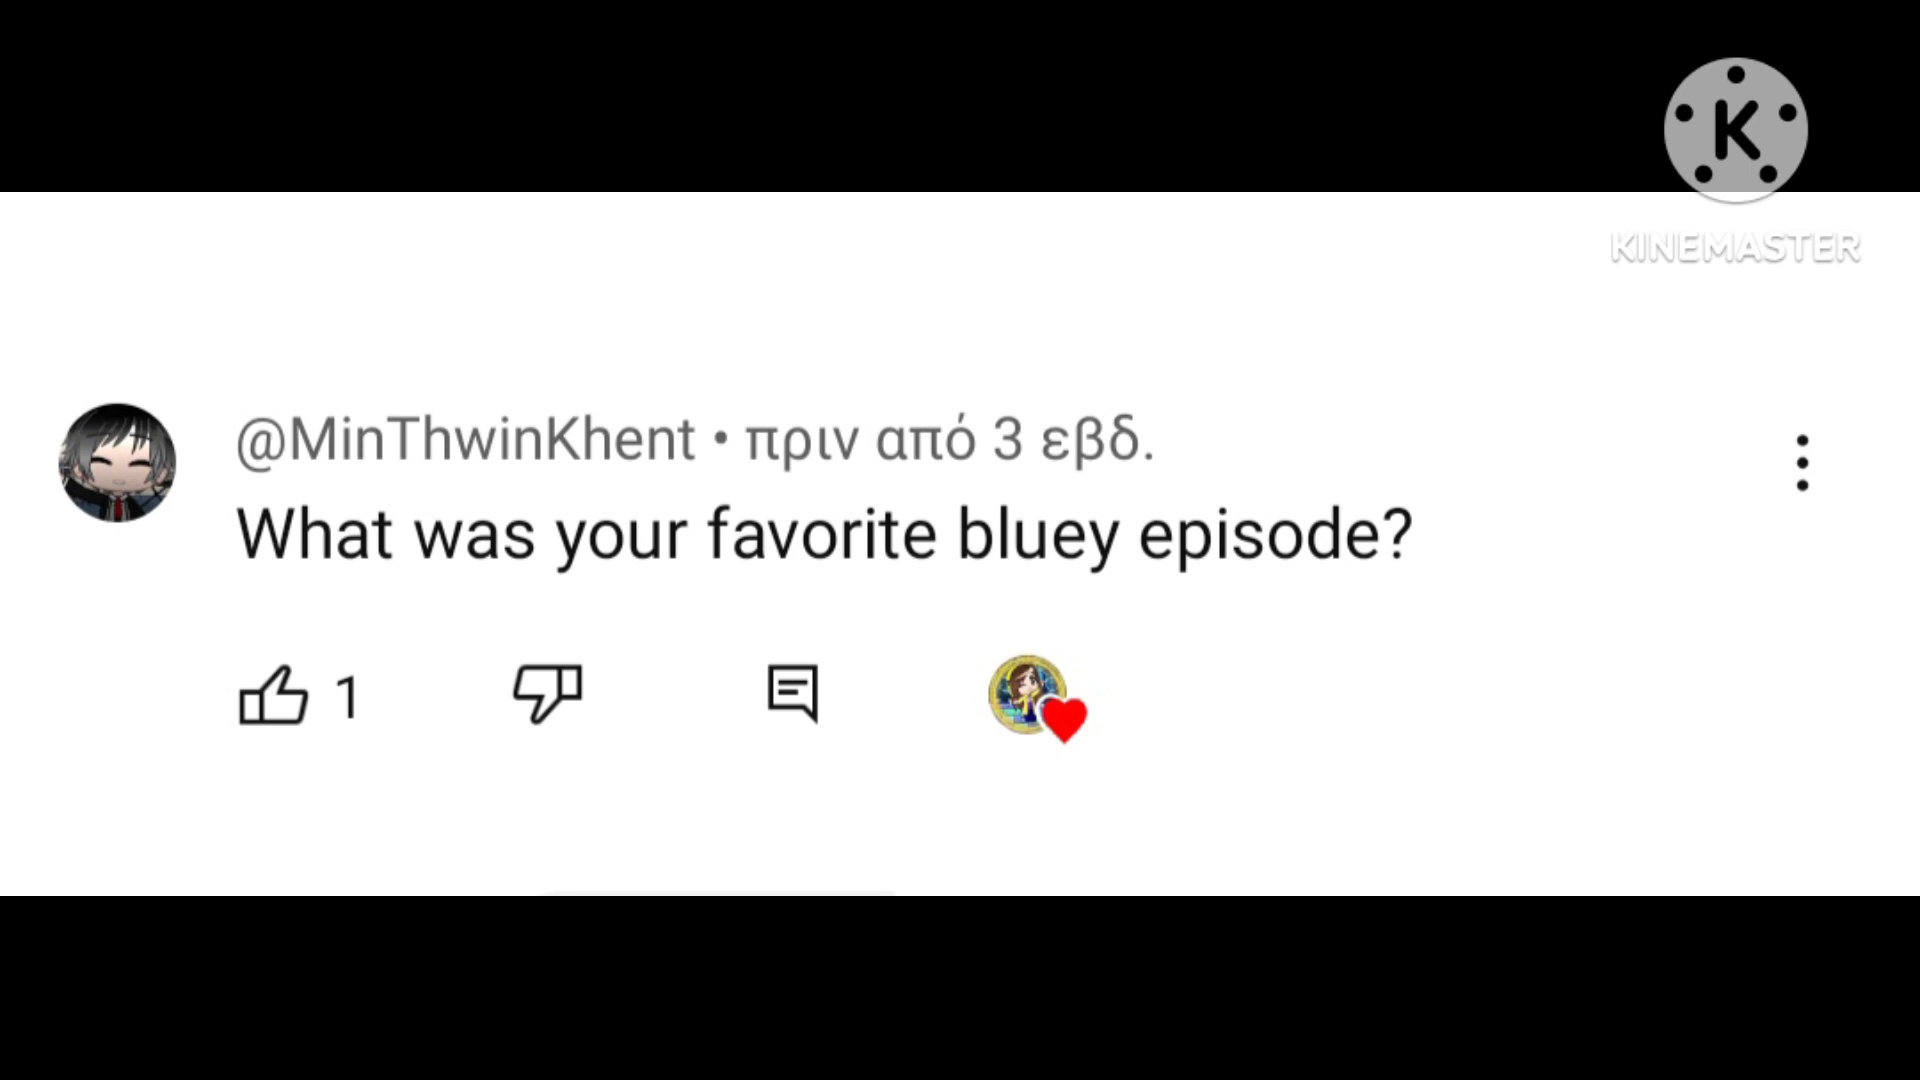 K
KINEMASTER
@MinThwinKhent • πριν από 3 εβδ.
What was your favorite bluey episode?
1